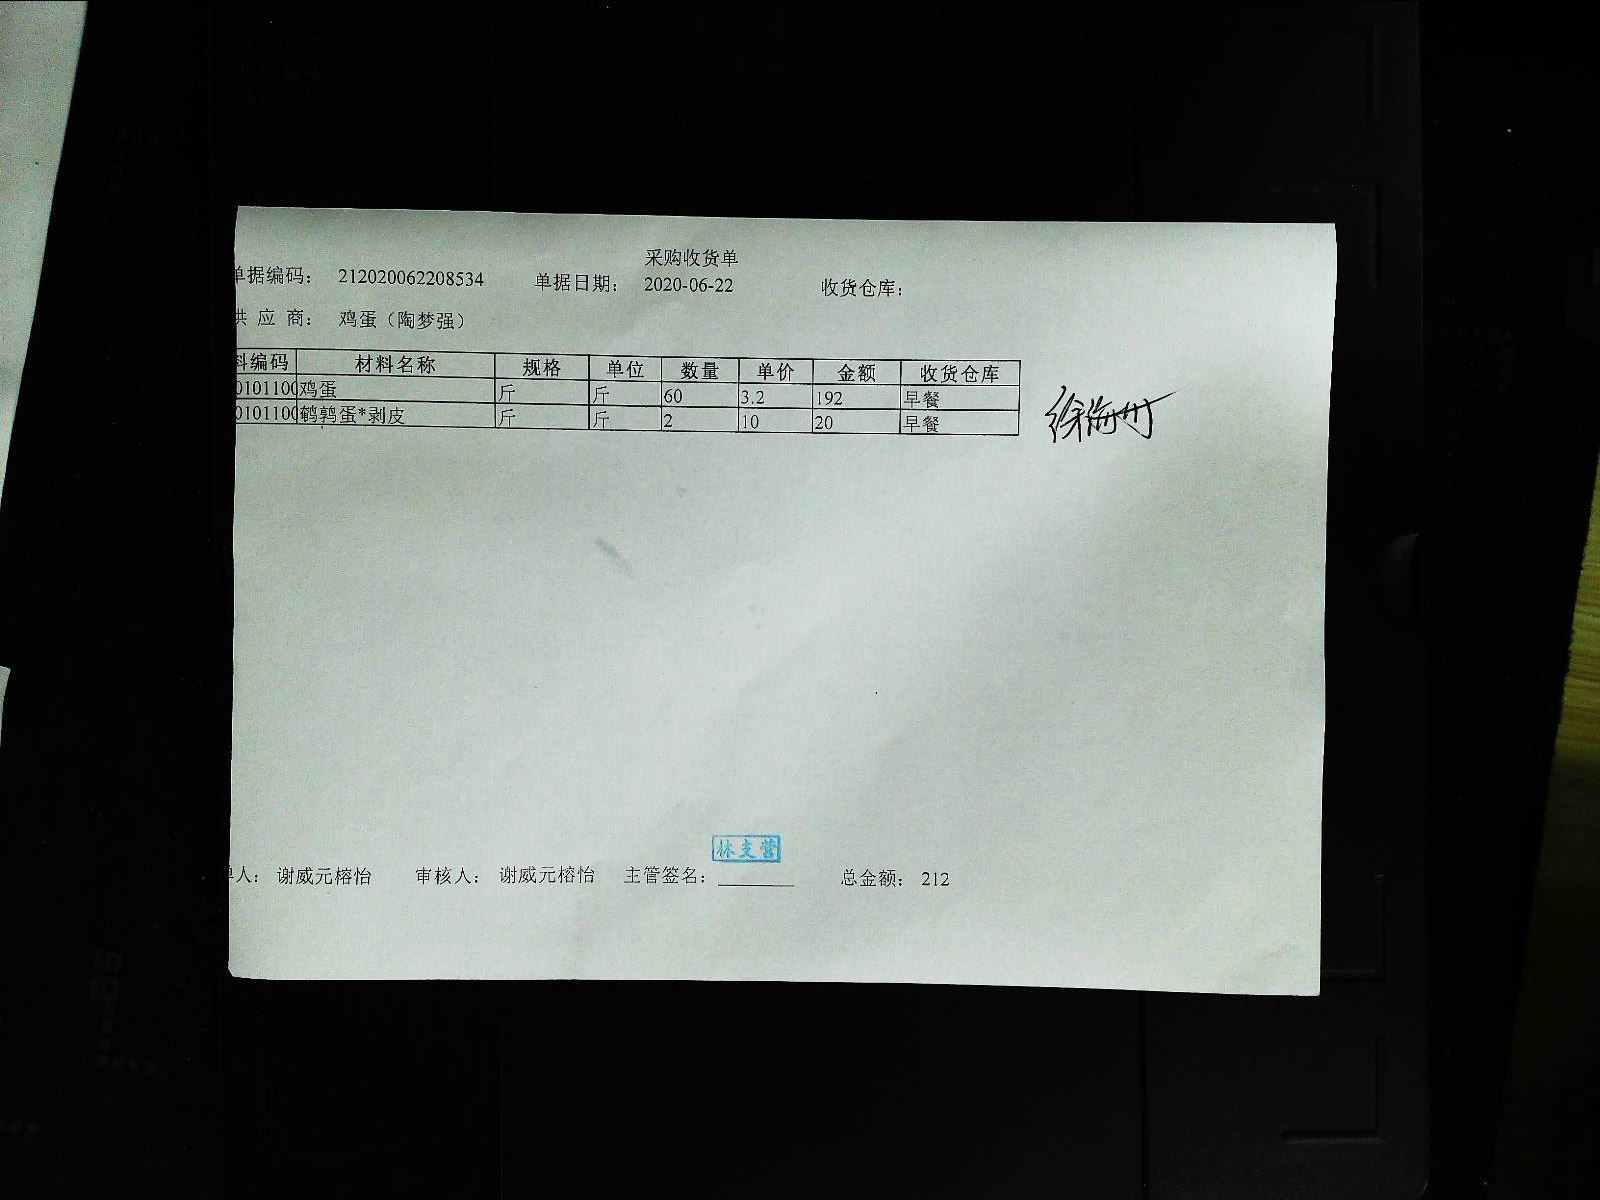 采购收货单
单据编码： 212020062208534 单据日期： 2020-06-22 收货仓库：
供 应 商： 鸡蛋（陶梦强）
料编码 材料名称 规格 单位 数量 单价 金额 收货仓库
0101100 鸡蛋 斤 斤 60 3.2 192 早餐
0101100 鹌鹑蛋*剥皮 斤 斤 2 10 20 早餐
林支营
单人： 谢威元榕怡 审核人： 谢威元榕怡 主管签名： 总金额： 212